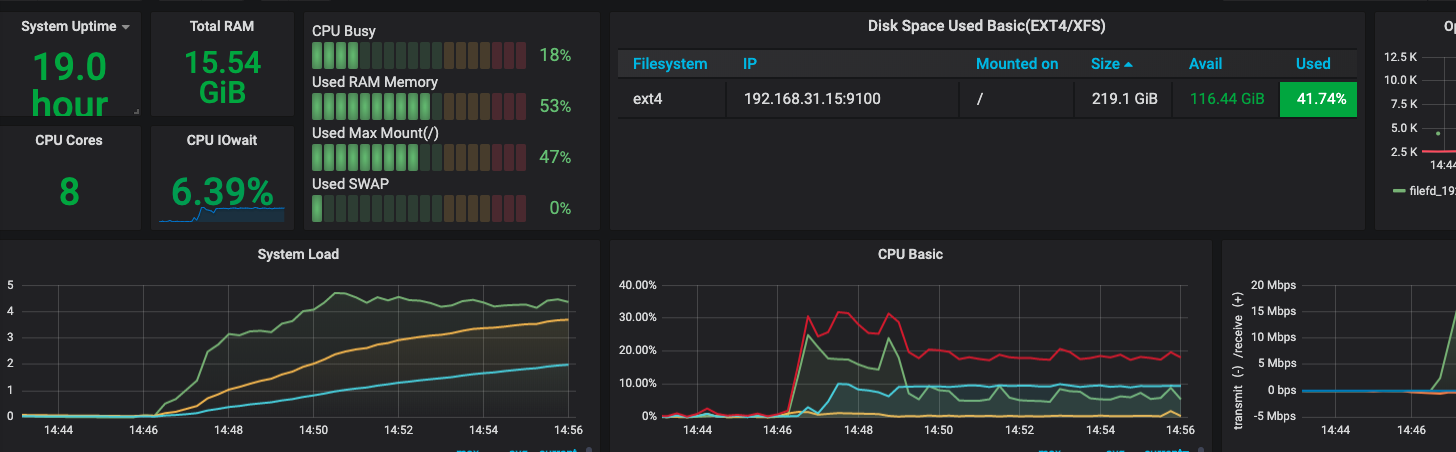 System Uptime
19.0
hour
Total RAM
15.54
GiB
CPU Cores
8
CPU IOwait
6.39%
CPU Busy
18%
Used RAM Memory
53%
Used Max Mount(/)
47%
Used SWAP
0%
Disk Space Used Basic(EXT4/XFS)
Filesystem IP Mounted on Size Avail Used
ext4 192.168.31.15:9100 / 219.1 GiB 116.44 GiB 41.74%
12.5 K
10.0 K
7.5 K
5.0 K
2.5 K
System Load
5
4
3
2
1
0
14:44 14:46 14:48 14:50 14:52 14:54 14:56
CPU Basic
40.00%
30.00%
20.00%
10.00%
0%
14:44 14:46 14:48 14:50 14:52 14:54 14:56
transmit (-) /receive (+)
20 Mbps
15 Mbps
10 Mbps
5 Mbps
0 bps
-5 Mbps
14:44 14:46